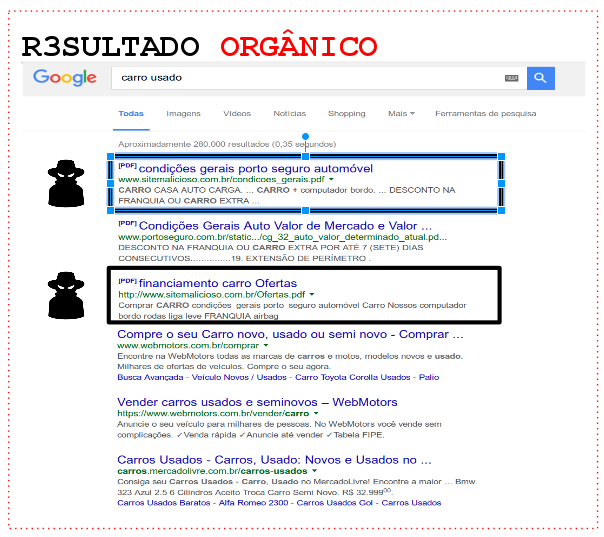 R3SULTADO ORGÂNICO
Google carro usado
Todas Imagens Vídeos Notícias Shopping Mais Ferramentas de pesquisa
Aproximadamente 280.000 resultados (0,35 segundos)
[PDF] condições gerais porto seguro automóvel
www.sitemalicioso.com.br/condicoes_gerais.pdf
CARRO CASA AUTO CARGA. ... CARRO + computador bordo. ... DESCONTO NA
FRANQUIA OU CARRO EXTRA ...
[PDF] Condições Gerais Auto Valor de Mercado e Valor ...
www.portoseguro.com.br/static.../cg_32_auto_valor_determinado_atual.pd...
DESCONTO NA FRANQUIA OU CARRO EXTRA POR ATÉ 7 (SETE) DIAS
CONSECUTIVOS...............19. EXTENSÃO DE PERÍMETRO .
[PDF] financiamento carro Ofertas
http://www.sitemalicioso.com.br/Ofertas.pdf
Comprar CARRO condições gerais porto seguro automóvel Carro Nossos computador
bordo rodas liga leve FRANQUIA airbag
Compre o seu Carro novo, usado ou semi novo - Comprar ...
www.webmotors.com.br/comprar
Encontre na WebMotors todas as marcas de carros e motos, modelos novos e usado.
Milhares de ofertas de veículos. Compre o seu agora.
Busca Avançada - Veículo Novos / Usados - Carro Toyota Corolla Usados - Palio
Vender carros usados e seminovos – WebMotors
https://www.webmotors.com.br/vender/carro
Anuncie o seu veículo para milhares de pessoas. No WebMotors você vende sem
complicações. ✓Venda rápida ✓Anuncie até vender ✓Tabela FIPE.
Carros Usados - Carros, Usado: Novos e Usados no ...
carros.mercadolivre.com.br/carros-usados
Consiga seu Carros Usados - Carro, Usado no MercadoLivre! Encontre a maior ... Bmw
323 Azul 2.5 6 Cilindros Aceito Troca Carro Semi Novo. R$ 32.999⁰⁰.
Carros Usados Baratos - Alfa Romeo 2300 - Carros Usados Gol - Carros Usados